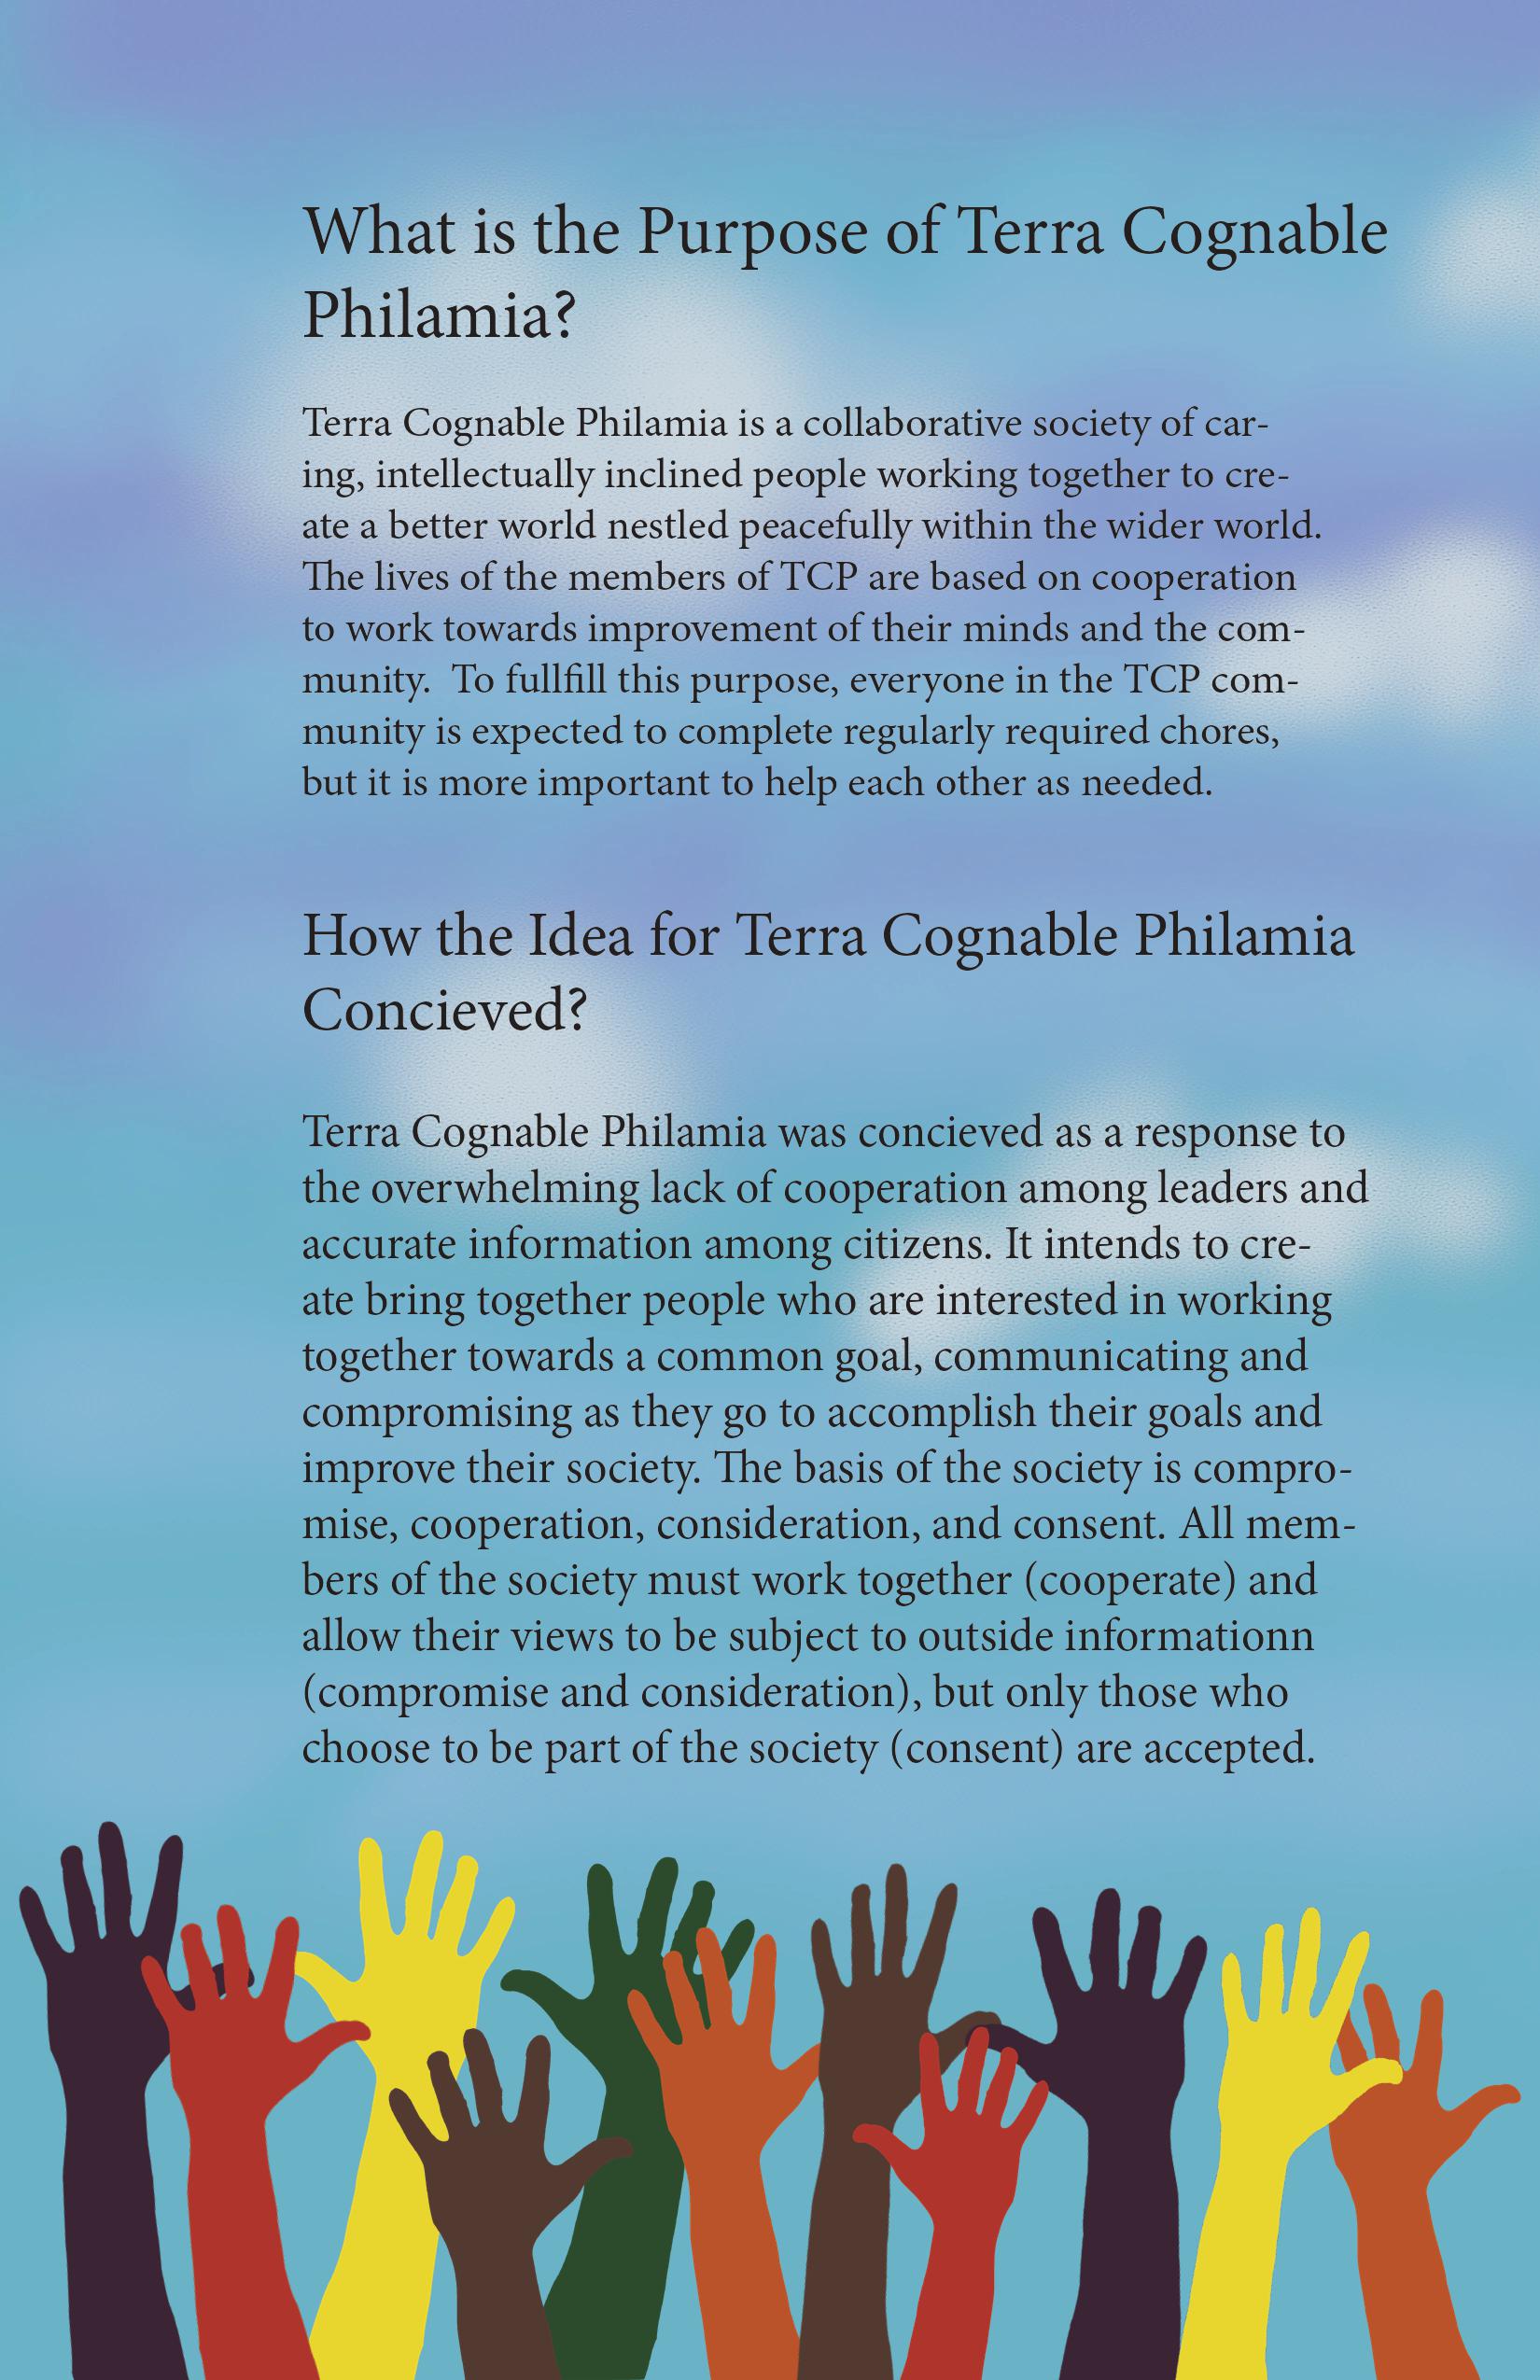 What is the Purpose of Terra Cognable
Philamia?
Terra Cognable Philamia is a collaborative society of car-
ing, intellectually inclined people working together to cre-
ate a better world nestled peacefully within the wider world.
The lives of the members of TCP are based on cooperation
to work towards improvement of their minds and the com-
munity.  To fullfill this purpose, everyone in the TCP com-
munity is expected to complete regularly required chores,
but it is more important to help each other as needed.
How the Idea for Terra Cognable Philamia
Concieved?
Terra Cognable Philamia was concieved as a response to
the overwhelming lack of cooperation among leaders and
accurate information among citizens. It intends to cre-
ate bring together people who are interested in working
together towards a common goal, communicating and
compromising as they go to accomplish their goals and
improve their society. The basis of the society is compro-
mise, cooperation, consideration, and consent. All mem-
bers of the society must work together (cooperate) and
allow their views to be subject to outside informationn
(compromise and consideration), but only those who
choose to be part of the society (consent) are accepted.